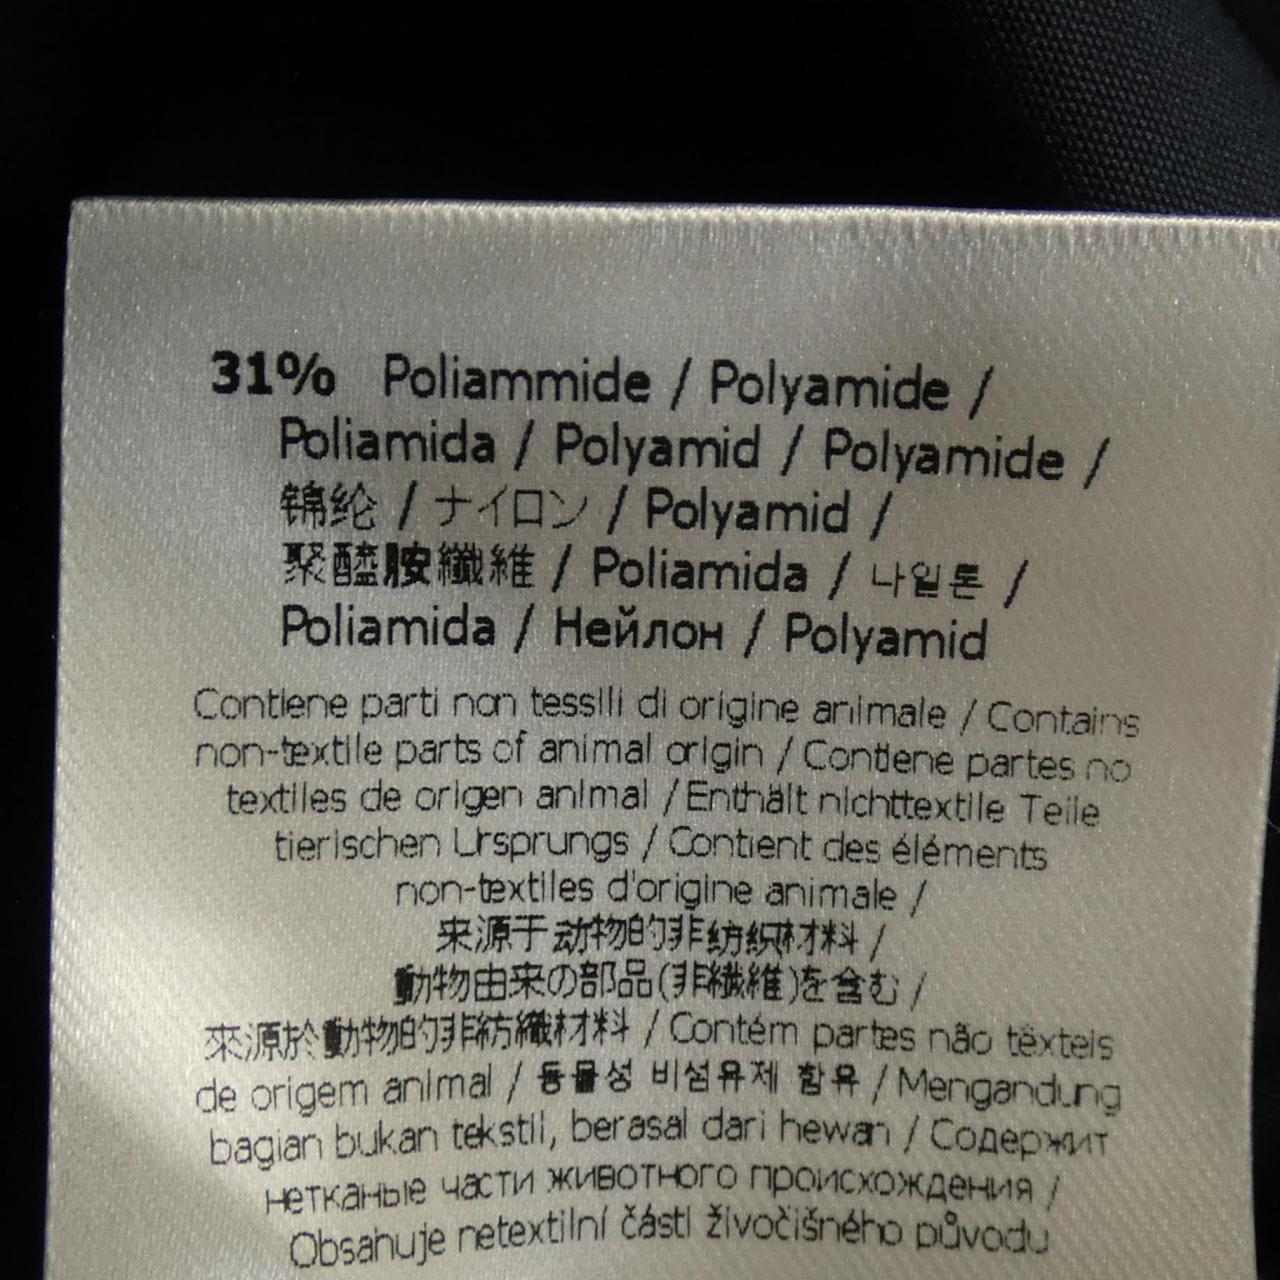 31% Poliammide / Polyamide /
Poliamida / Polyamid / Polyamide /
锦纶 / ナイロン / Polyamid /
聚醯胺纖維 / Poliamida / 나일론 /
Poliamida / Нейлон / Polyamid
Contiene parti non tessili di origine animale / Contains
non-textile parts of animal origin / Contiene partes no
textiles de origen animal / Enthält nichttextile Teile
tierischen Ursprungs / Contient des éléments
non-textiles d'origine animale /
来源于动物的非纺织材料 /
動物由来の部品(非繊維)を含む /
來源於動物的非紡織材料 / Contém partes não têxteis
de origem animal / 동물성 비섬유제 함유 / Mengandung
bagian bukan tekstil, berasal dari hewan / Содержит
нетканые части животного происхождения /
Obsahuje netextilní části živočišného původu